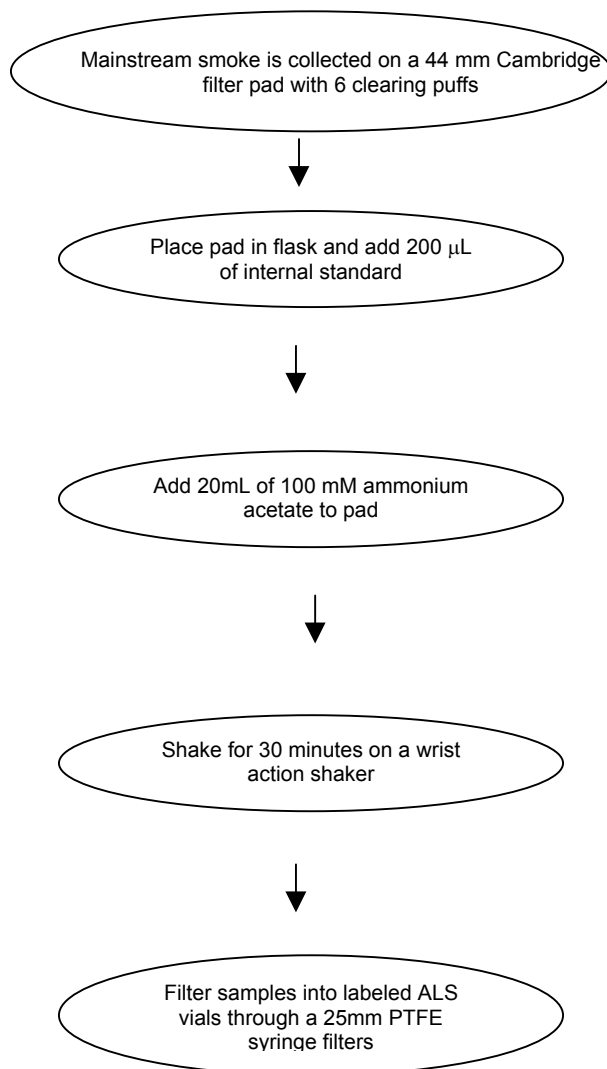 Mainstream smoke is collected on a 44 mm Cambridge
filter pad with 6 clearing puffs
Place pad in flask and add 200 μL
of internal standard
Add 20mL of 100 mM ammonium
acetate to pad
Shake for 30 minutes on a wrist
action shaker
Filter samples into labeled ALS
vials through a 25mm PTFE
syringe filters